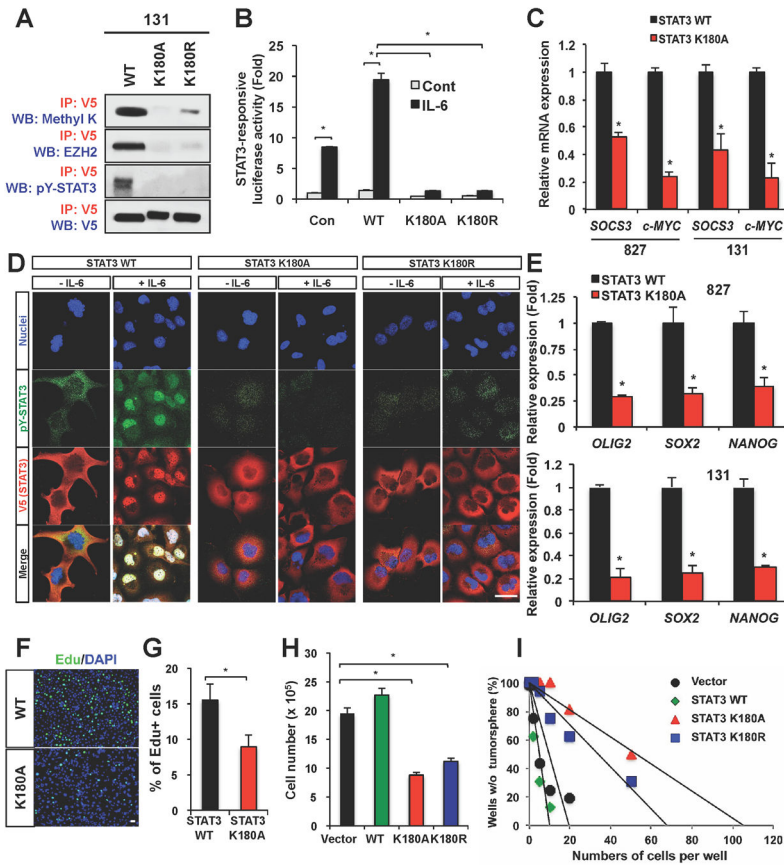 A
131
WT
K180A
K180R
IP: V5
WB: Methyl K
IP: V5
WB: EZH2
IP: V5
WB: pY-STAT3
IP: V5
WB: V5
B
STAT3-responsive
luciferase activity (Fold)
25
20
15
10
5
0
*
*
*
*
Cont
IL-6
Con
WT
K180A
K180R
C
STAT3 WT
STAT3 K180A
Relative mRNA expression
1.2
1
0.8
0.6
0.4
0.2
0
*
*
*
*
SOCS3
c-MYC
SOCS3
c-MYC
827
131
D
STAT3 WT
STAT3 K180A
STAT3 K180R
- IL-6
+ IL-6
- IL-6
+ IL-6
- IL-6
+ IL-6
Nuclei
pY-STAT3
V5 (STAT3)
Merge
E
STAT3 WT
STAT3 K180A
827
Relative expression (Fold)
1.25
1
0.75
0.5
0.25
0
*
*
*
OLIG2
SOX2
NANOG
131
Relative expression (Fold)
1.2
1
0.8
0.6
0.4
0.2
0
*
*
*
OLIG2
SOX2
NANOG
F
Edu/DAPI
WT
K180A
G
% of Edu+ cells
20
15
10
5
0
*
STAT3
WT
STAT3
K180A
H
Cell number (x 10⁵)
30
25
20
15
10
5
0
*
*
Vector
WT
K180A
K180R
I
Wells w/o tumorsphere (%)
100
80
60
40
20
0
0
20
40
60
80
100
120
Numbers of cells per well
Vector
STAT3 WT
STAT3 K180A
STAT3 K180R